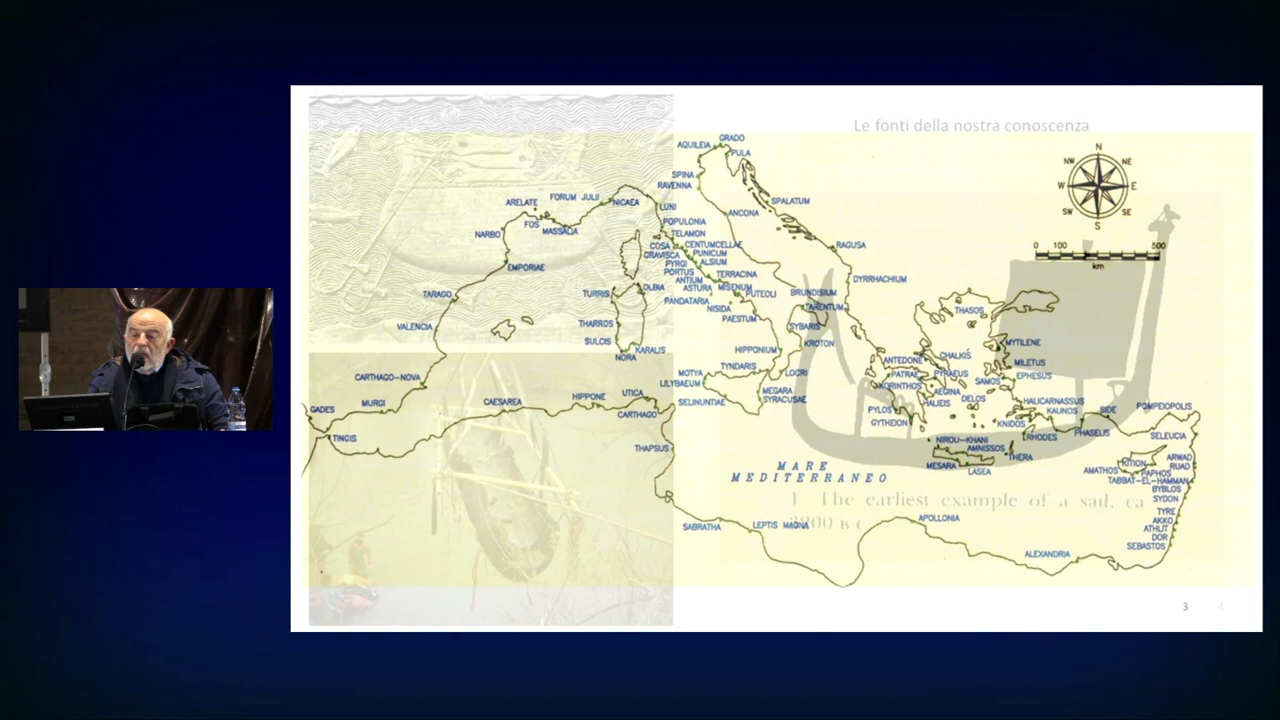 Le fonti della nostra conoscenza
GRADO
AQUILEIA
PULA
N
NW
NE
W
E
SW
SE
S
SPINA
RAVENNA
ARELATE
FORUM JULII
NICAEA
LUNI
SPALATUM
ANCONA
FOS
MASSALIA
NARBO
POPULONIA
TELAMON
COSA
CENTUMCELLAE
GRAVISCA
PUNICUM
PYRGI
ALSIUM
RAGUSA
0
100
500
km
EMPORIAE
PORTUS
TERRACINA
ANTIUM
DYRRHACHIUM
OLBIA
ASTURA
MISENUM
PUTEOLI
BRUNDISIUM
TARAGO
TURRIS
PANDATARIA
NISIDA
TARENTUM
THASOS
PAESTUM
VALENCIA
THARROS
SYBARIS
SULCIS
KROTON
MYTILENE
KARALIS
NORA
HIPPONIUM
CHALKIS
ANTEDONE
MILETUS
TYNDARIS
MOTYA
LOCRI
PATRAE
PYRAEUS
EPHESUS
CARTHAGO-NOVA
LILYBAEUM
KORINTHOS
SAMOS
UTICA
MEGARA
AEGINA
HIPPONE
SYRACUSAE
DELOS
HALICARNASSUS
CAESAREA
MURGI
SELINUNTIAE
HALIEIS
POMPEIOPOLIS
GADES
CARTHAGO
PYLOS
KAUNOS
SIDE
GYTHEION
KNIDOS
TINGIS
PHASELIS
RHODES
SELEUCIA
NIROU-KHANI
AMNISSOS
THAPSUS
THERA
ARWAD
KITION
RUAD
MESARA
LASEA
AMATHOS
PAPHOS
MARE
MEDITERRANEO
TABBAT-EL-HAMMAN
BYBLOS
SYDON
1 The earliest example of a sail, ca
TYRE
SABRATHA
LEPTIS MAGNA
APOLLONIA
AKKO
ATHLIT
DOR
ALEXANDRIA
SEBASTOS
3
4